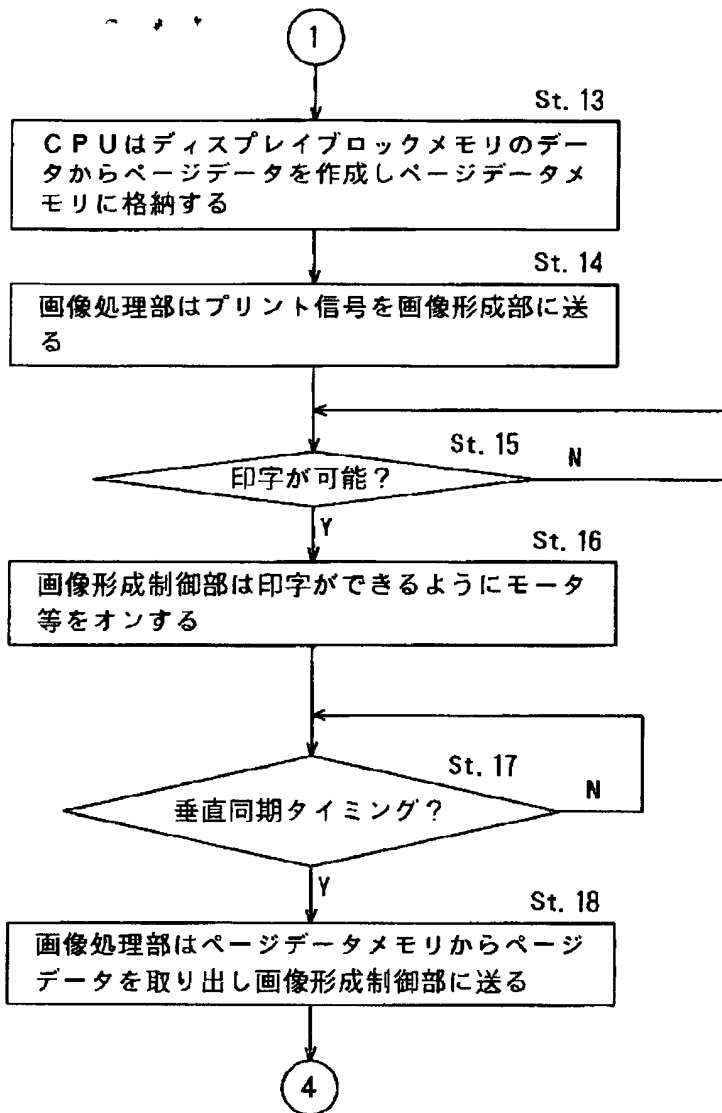 1
St. 13
CPUはディスプレイブロックメモリのデー
タからページデータを作成しページデータメ
モリに格納する
St. 14
画像処理部はプリント信号を画像形成部に送
る
St. 15
印字が可能?
N
Y
St. 16
画像形成制御部は印字ができるようにモータ
等をオンする
St. 17
垂直同期タイミング?
N
Y
St. 18
画像処理部はページデータメモリからページ
データを取り出し画像形成制御部に送る
4